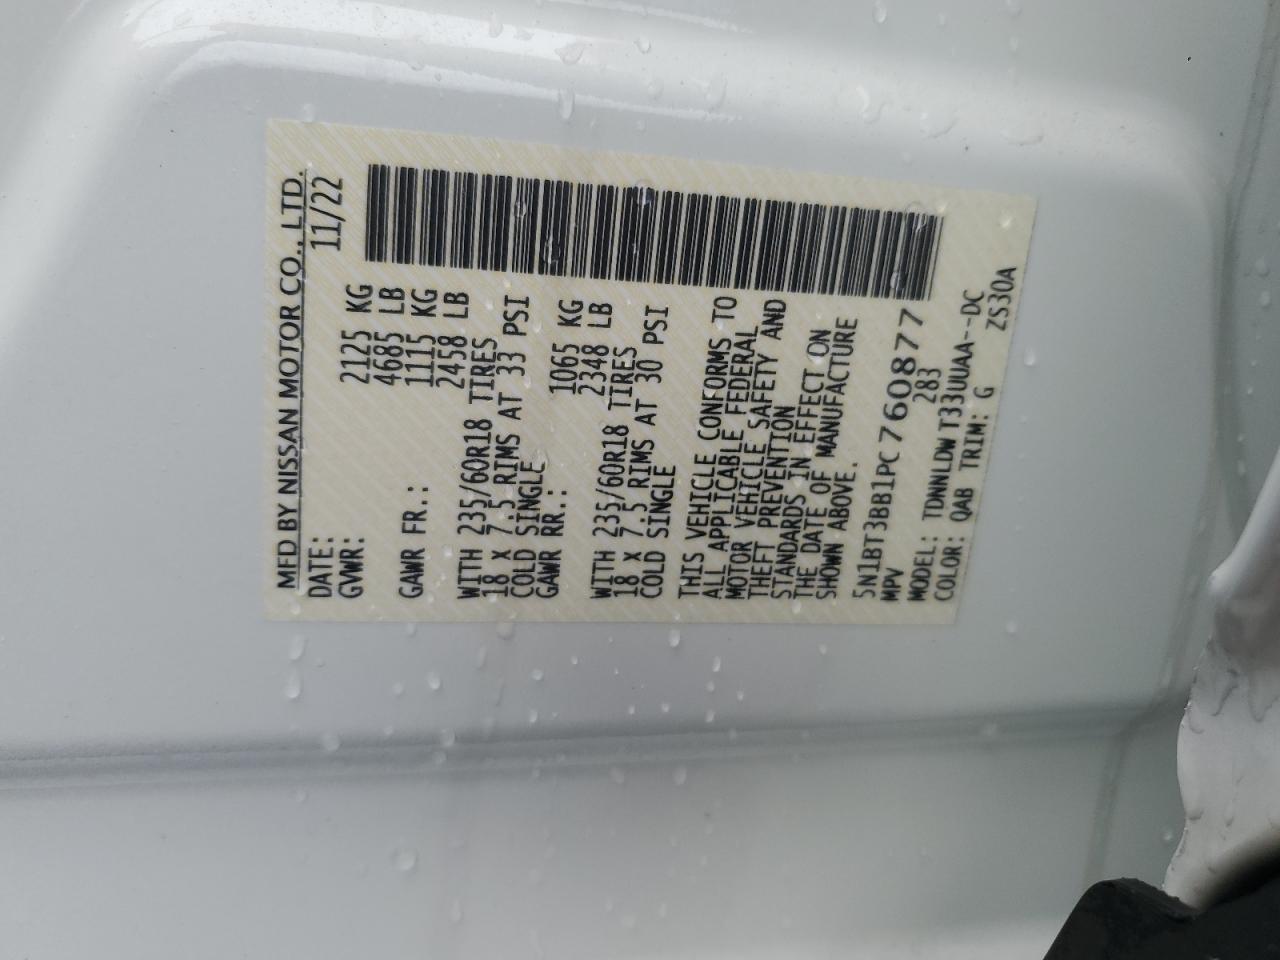 MFD BY NISSAN MOTOR CO., LTD.
DATE: 11/22
GVWR: 2125 KG
4685 LB
GAWR FR.: 1115 KG
2458 LB
WITH 235/60R18 TIRES
18 X 7.5 RIMS AT 33 PSI
COLD SINGLE
GAWR RR.: 1065 KG
2348 LB
WITH 235/60R18 TIRES
18 X 7.5 RIMS AT 30 PSI
COLD SINGLE
THIS VEHICLE CONFORMS TO
ALL APPLICABLE FEDERAL
MOTOR VEHICLE SAFETY AND
THEFT PREVENTION
STANDARDS IN EFFECT ON
THE DATE OF MANUFACTURE
SHOWN ABOVE.
5N1BT3BB1PC760877
MPV 283
MODEL: TDNNLDWT33UUAA--DC
COLOR: QAB TRIM: G ZS30A